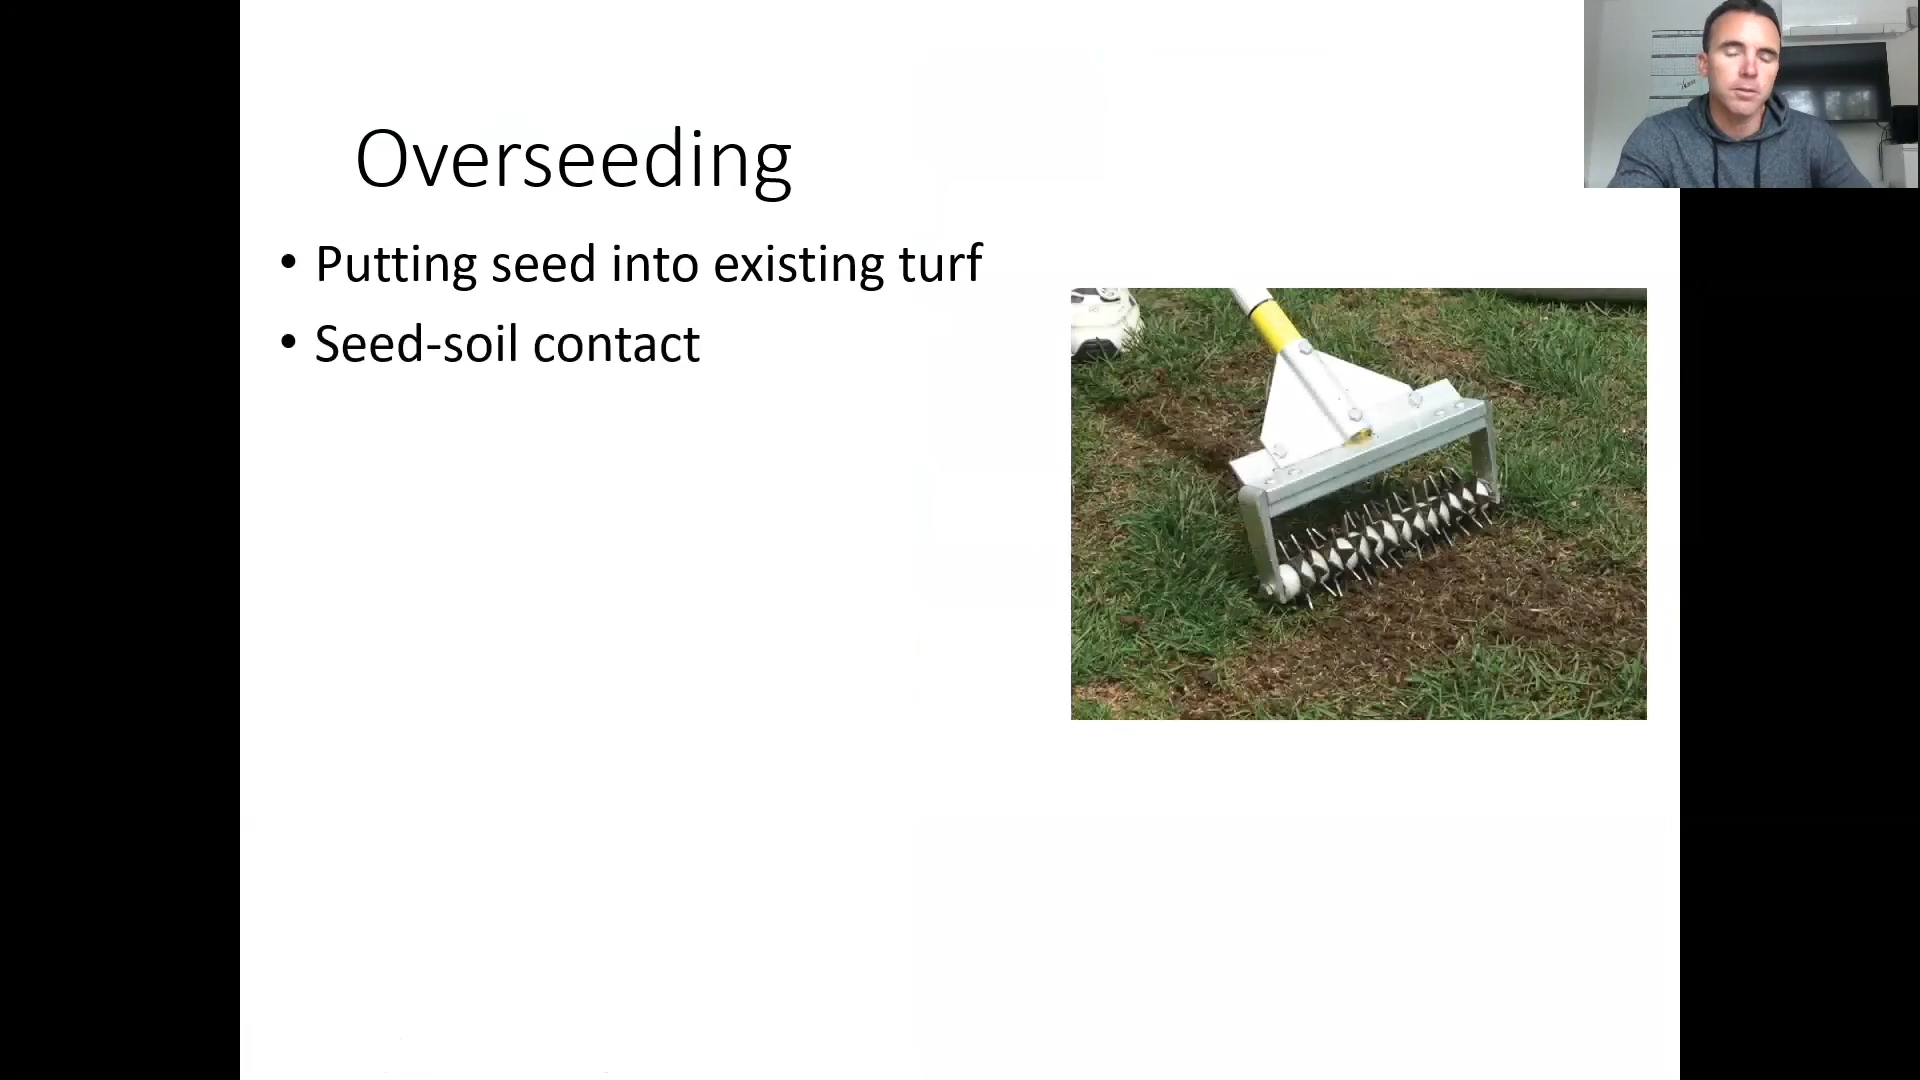 Overseeding
• Putting seed into existing turf
• Seed-soil contact